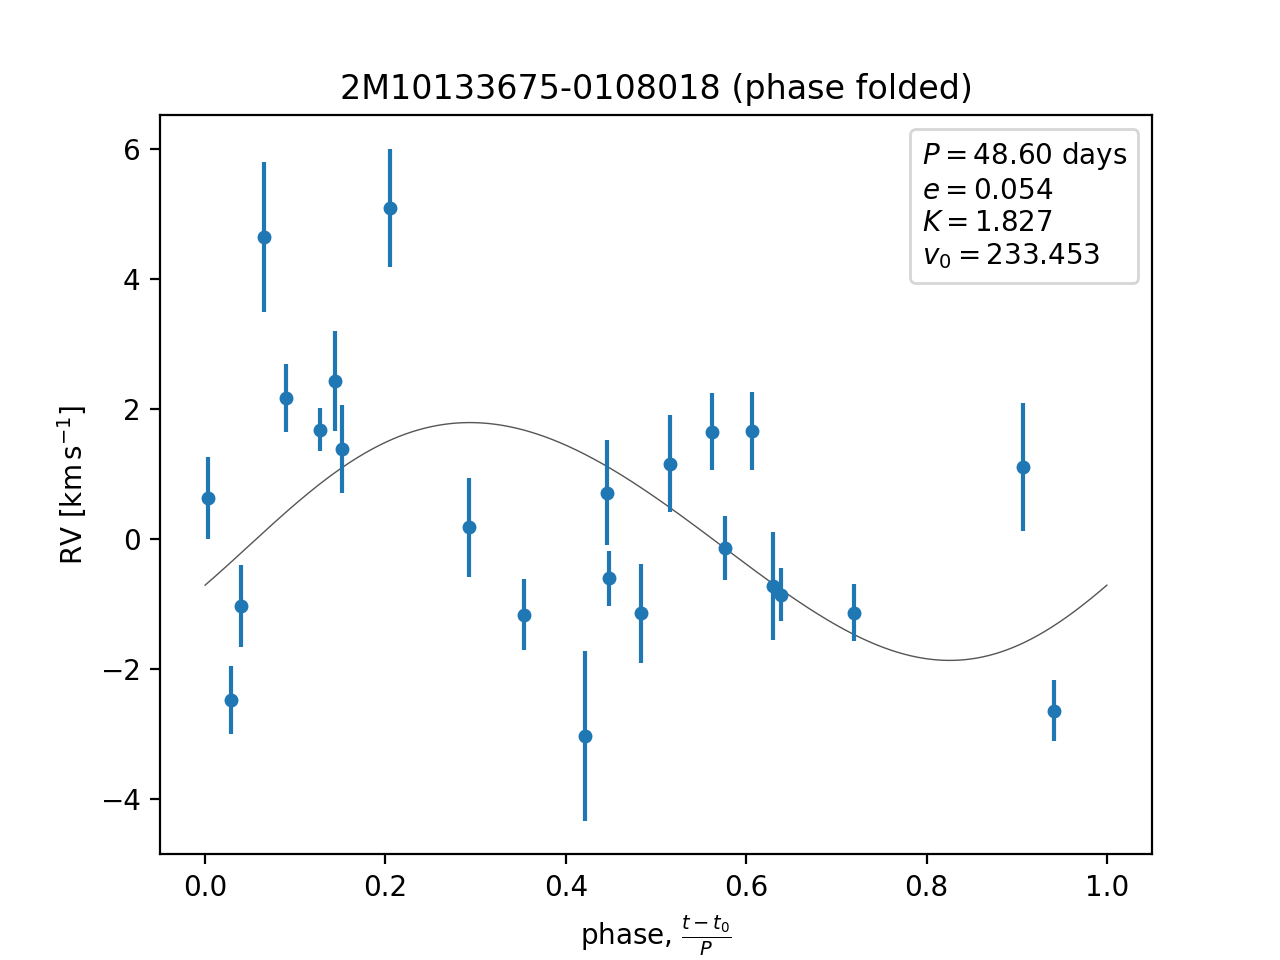 2M10133675-0108018 (phase folded)
P = 48.60 days
e = 0.054
K = 1.827
v₀ = 233.453
6
4
2
0
−2
−4
RV [km s⁻¹]
0.0 0.2 0.4 0.6 0.8 1.0
phase, (t − t₀)/P